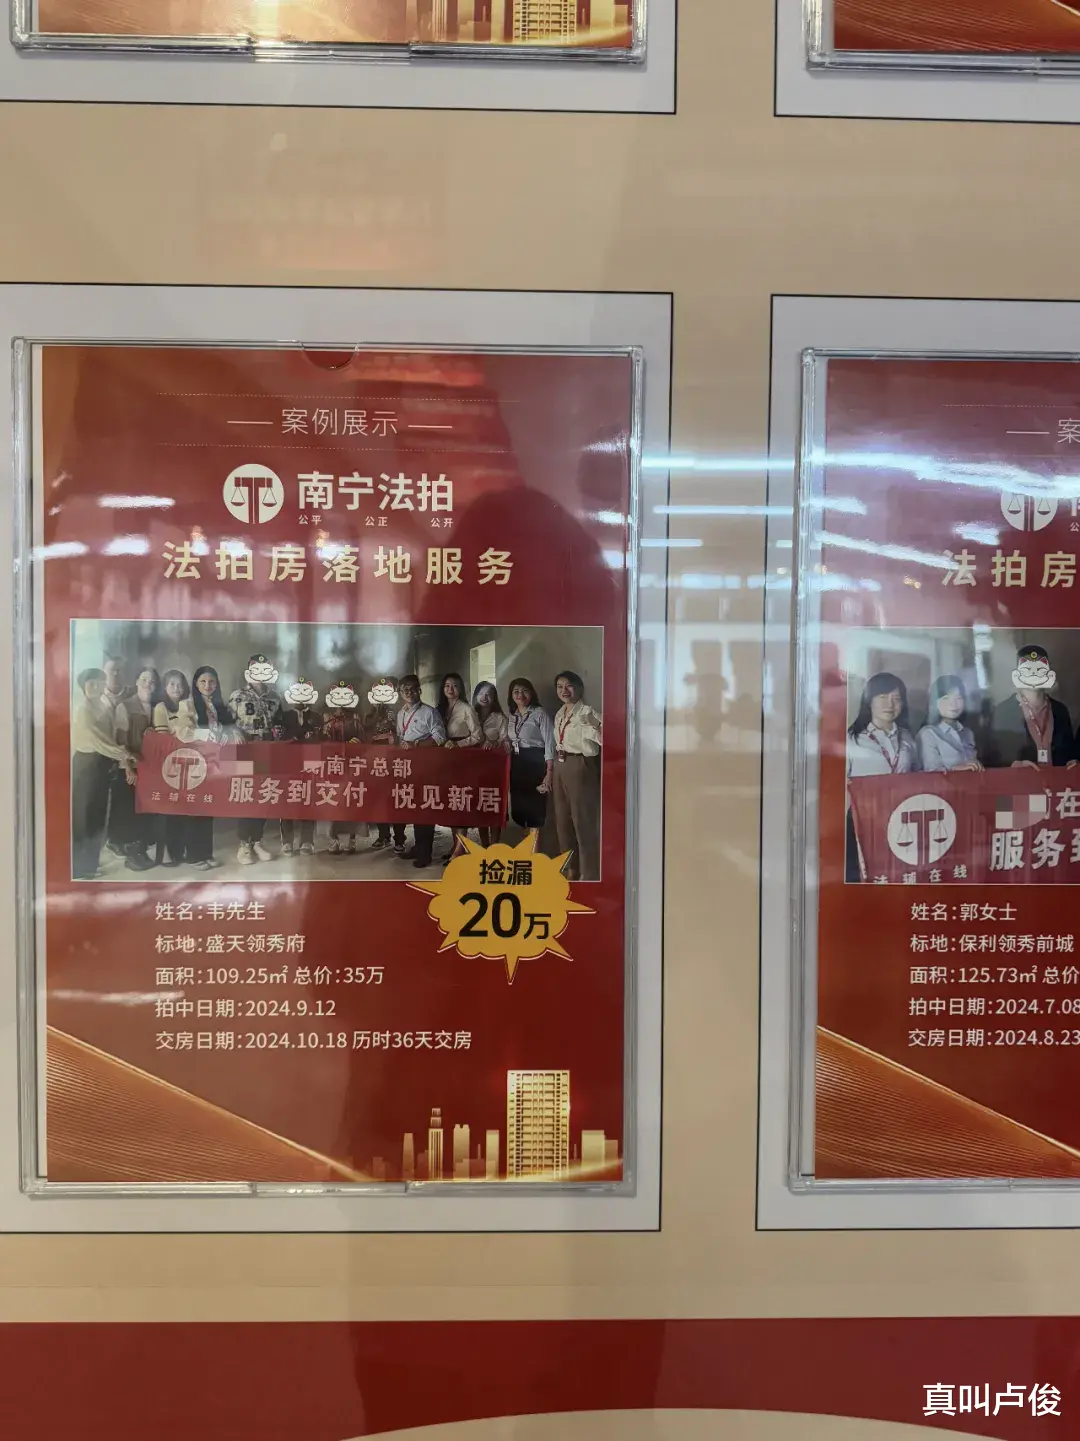 案例展示
南宁法拍
公平 公正 公开
法拍房落地服务
南宁总部
法辅在线
服务到交付 悦见新居
捡漏
20万
姓名:韦先生
标地:盛天领秀府
面积:109.25㎡ 总价:35万
拍中日期:2024.9.12
交房日期:2024.10.18 历时36天交房
案
法拍房
在
服务到
法辅在线
姓名:郭女士
标地:保利领秀前城
面积:125.73㎡ 总价
拍中日期:2024.7.08
交房日期:2024.8.23
真叫卢俊